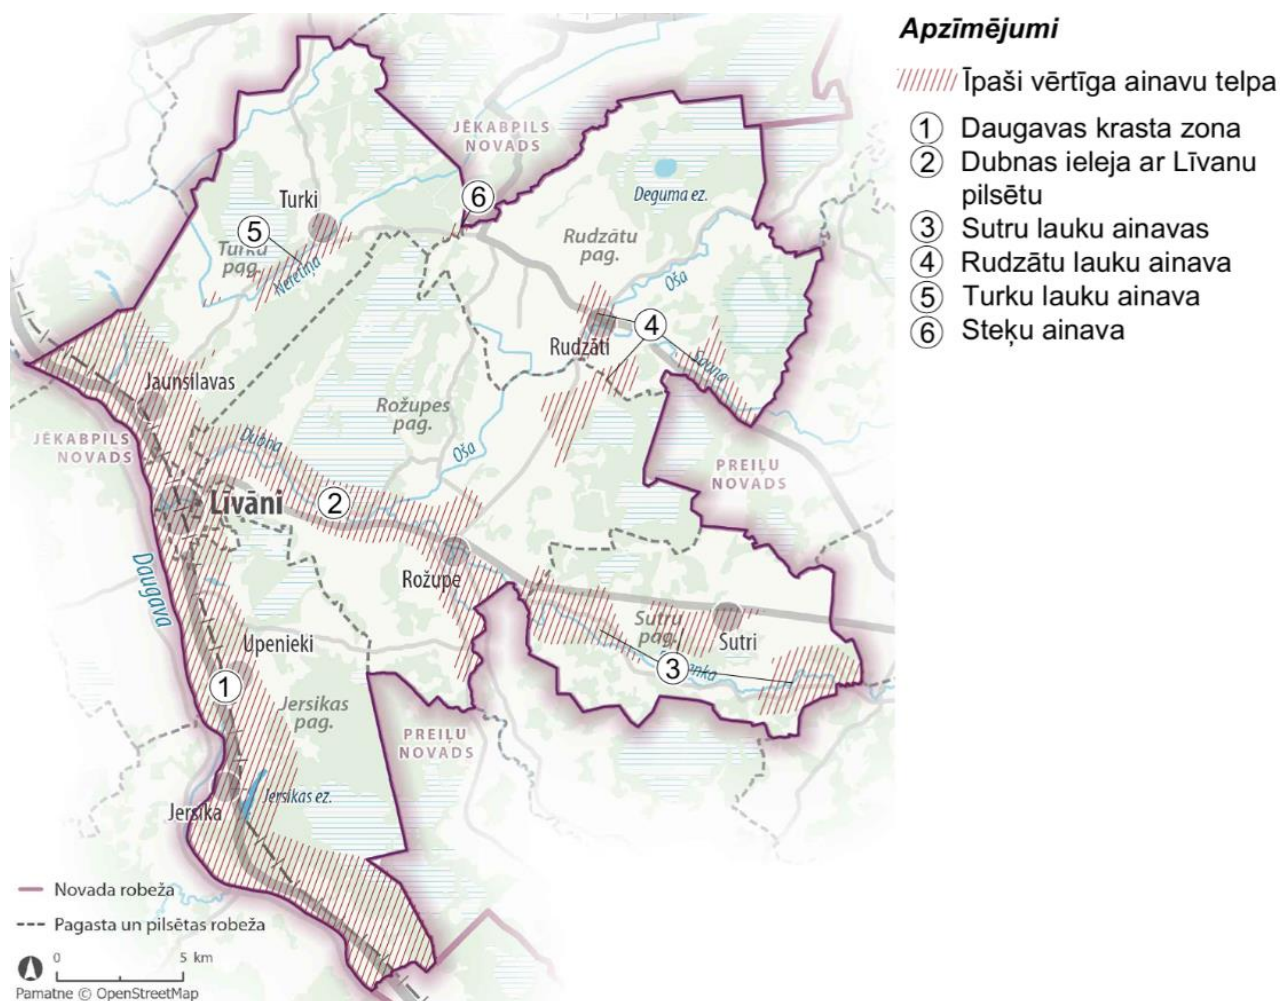 Apzīmējumi
Īpaši vērtīga ainavu telpa
1 Daugavas krasta zona
2 Dubnas ieleja ar Līvanu
pilsētu
3 Sutru lauku ainavas
4 Rudzātu lauku ainava
5 Turku lauku ainava
6 Steķu ainava
JĒKABPILS
NOVADS
6
Turki
Deguma ez.
5
Turku
pag.
Neretiņa
Rudzātu
pag.
Oša
4
Rudzāti
Jaunsilavas
Rožupes
pag.
JĒKABPILS
NOVADS
Dubna
Oša
PREIĻU
NOVADS
Līvāni
2
Daugava
Rožupe
Sutru
pag.
Sutri
Upenieki
3
1
Jersikas
pag.
PREIĻU
NOVADS
Jersika
Jersikas ez.
Novada robeža
Pagasta un pilsētas robeža
0 5 km
Pamatne © OpenStreetMap